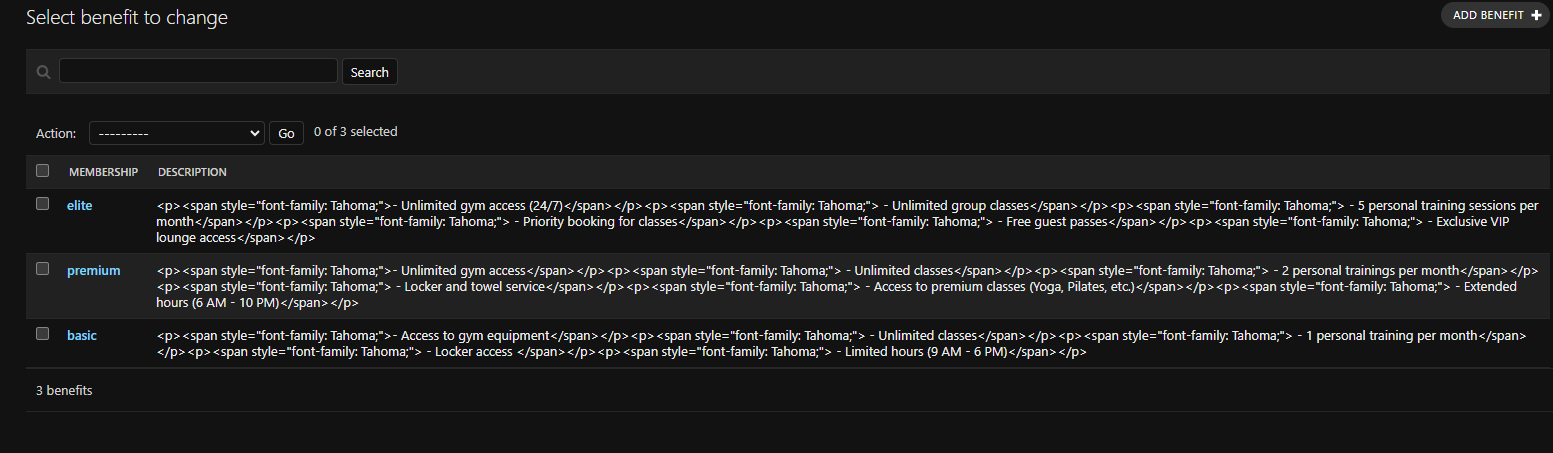 Select benefit to change
ADD BENEFIT +
Search
Action: --------- Go 0 of 3 selected
MEMBERSHIP DESCRIPTION
elite <p><span style="font-family: Tahoma;">- Unlimited gym access (24/7)</span></p><p><span style="font-family: Tahoma;"> - Unlimited group classes</span></p><p><span style="font-family: Tahoma;"> - 5 personal training sessions per
month</span></p><p><span style="font-family: Tahoma;"> - Priority booking for classes</span></p><p><span style="font-family: Tahoma;"> - Free guest passes</span></p><p><span style="font-family: Tahoma;"> - Exclusive VIP
lounge access</span></p>
premium <p><span style="font-family: Tahoma;">- Unlimited gym access</span></p><p><span style="font-family: Tahoma;"> - Unlimited classes</span></p><p><span style="font-family: Tahoma;"> - 2 personal trainings per month</span></p>
<p><span style="font-family: Tahoma;"> - Locker and towel service</span></p><p><span style="font-family: Tahoma;"> - Access to premium classes (Yoga, Pilates, etc.)</span></p><p><span style="font-family: Tahoma;"> - Extended
hours (6 AM - 10 PM)</span></p>
basic <p><span style="font-family: Tahoma;">- Access to gym equipment</span></p><p><span style="font-family: Tahoma;"> - Unlimited classes</span></p><p><span style="font-family: Tahoma;"> - 1 personal training per month</span>
</p><p><span style="font-family: Tahoma;"> - Locker access </span></p><p><span style="font-family: Tahoma;"> - Limited hours (9 AM - 6 PM)</span></p>
3 benefits